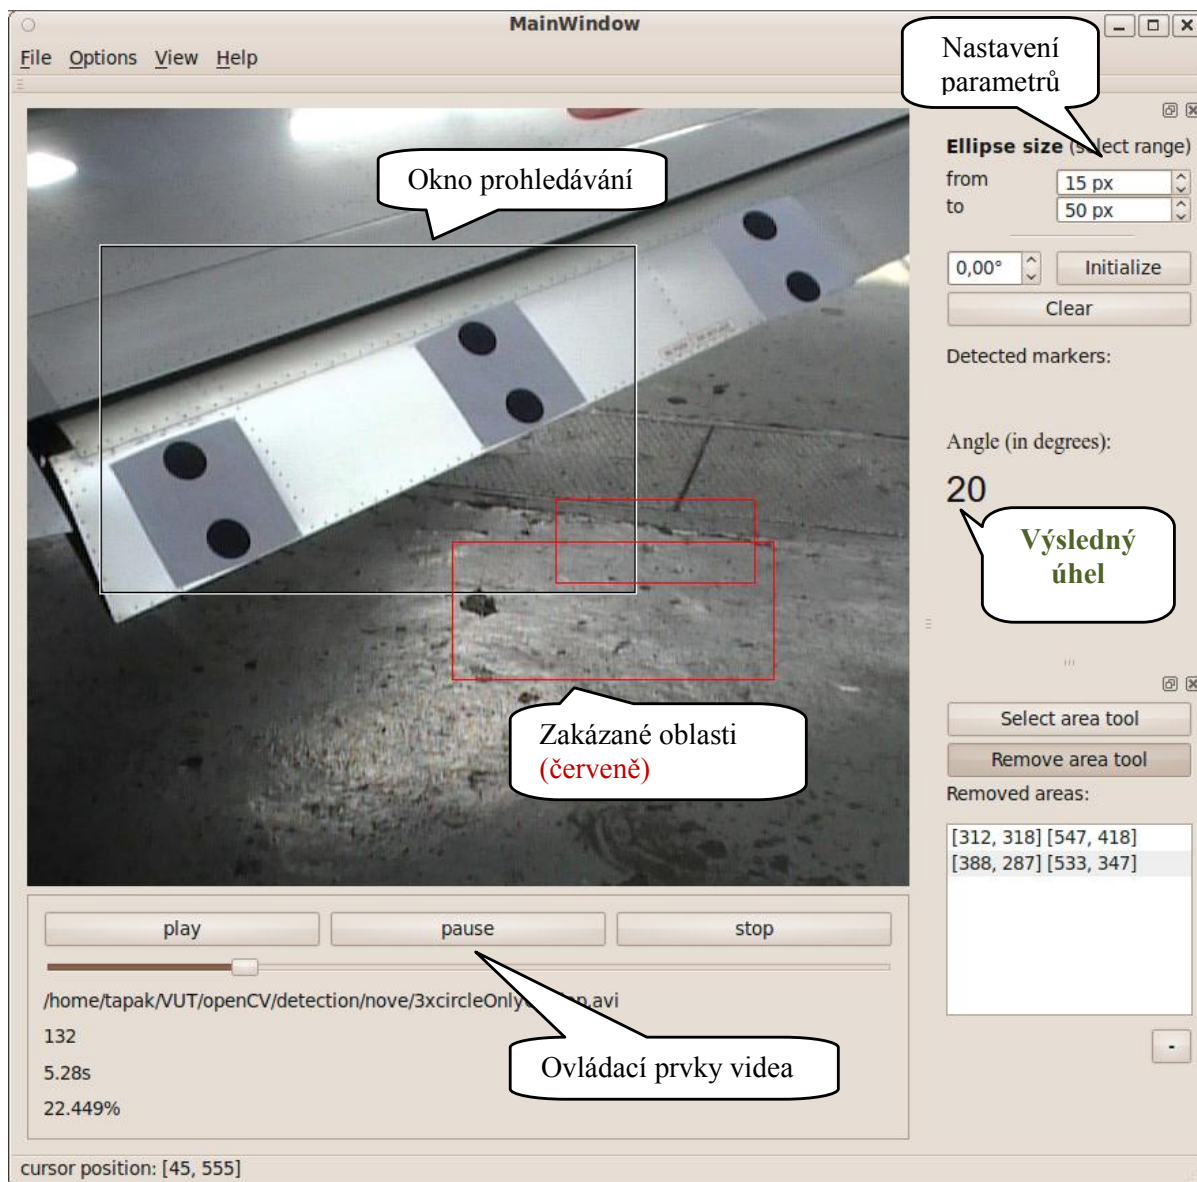 MainWindow
File Options View Help
Nastavení
parametrů
Okno prohledávání
Ellipse size (select range)
from 15 px
to 50 px
0,00° Initialize
Clear
Detected markers:
Angle (in degrees):
20
Výsledný
úhel
Zakázané oblasti
(červeně)
Select area tool
Remove area tool
Removed areas:
[312, 318] [547, 418]
[388, 287] [533, 347]
-
play pause stop
/home/tapak/VUT/openCV/detection/nove/
132
5.28s
22.449%
Ovládací prvky videa
cursor position: [45, 555]